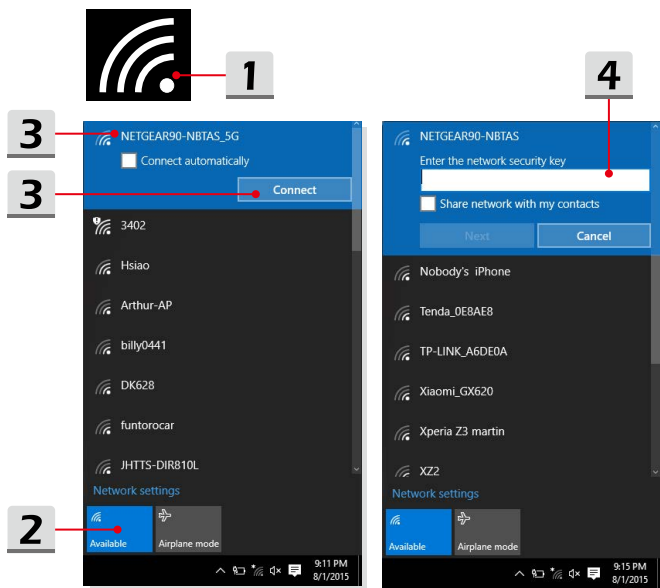 1
4
3
3
2
NETGEAR90-NBTAS_5G
Connect automatically
Connect
3402
Hsiao
Arthur-AP
billy0441
DK628
funtorocar
JHTTS-DIR810L
Network settings
Available
Airplane mode
9:11 PM
8/1/2015
NETGEAR90-NBTAS
Enter the network security key
Share network with my contacts
Next
Cancel
Nobody's iPhone
Tenda_0E8AE8
TP-LINK_A6DE0A
Xiaomi_GX620
Xperia Z3 martin
XZ2
Network settings
Available
Airplane mode
9:15 PM
8/1/2015